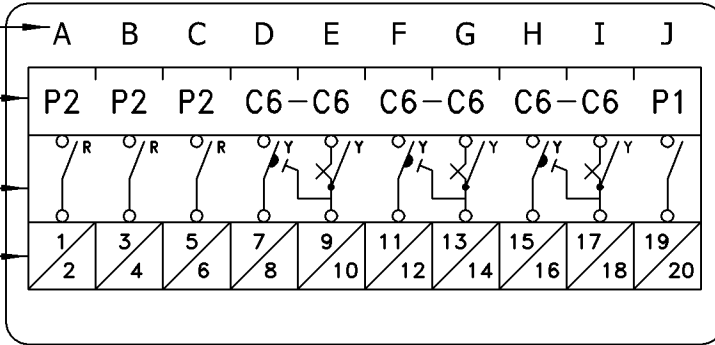 A B C D E F G H I J
P2 P2 P2 C6-C6 C6-C6 C6-C6 P1
R R R Y Y Y Y Y Y
1 3 5 7 9 11 13 15 17 19
2 4 6 8 10 12 14 16 18 20